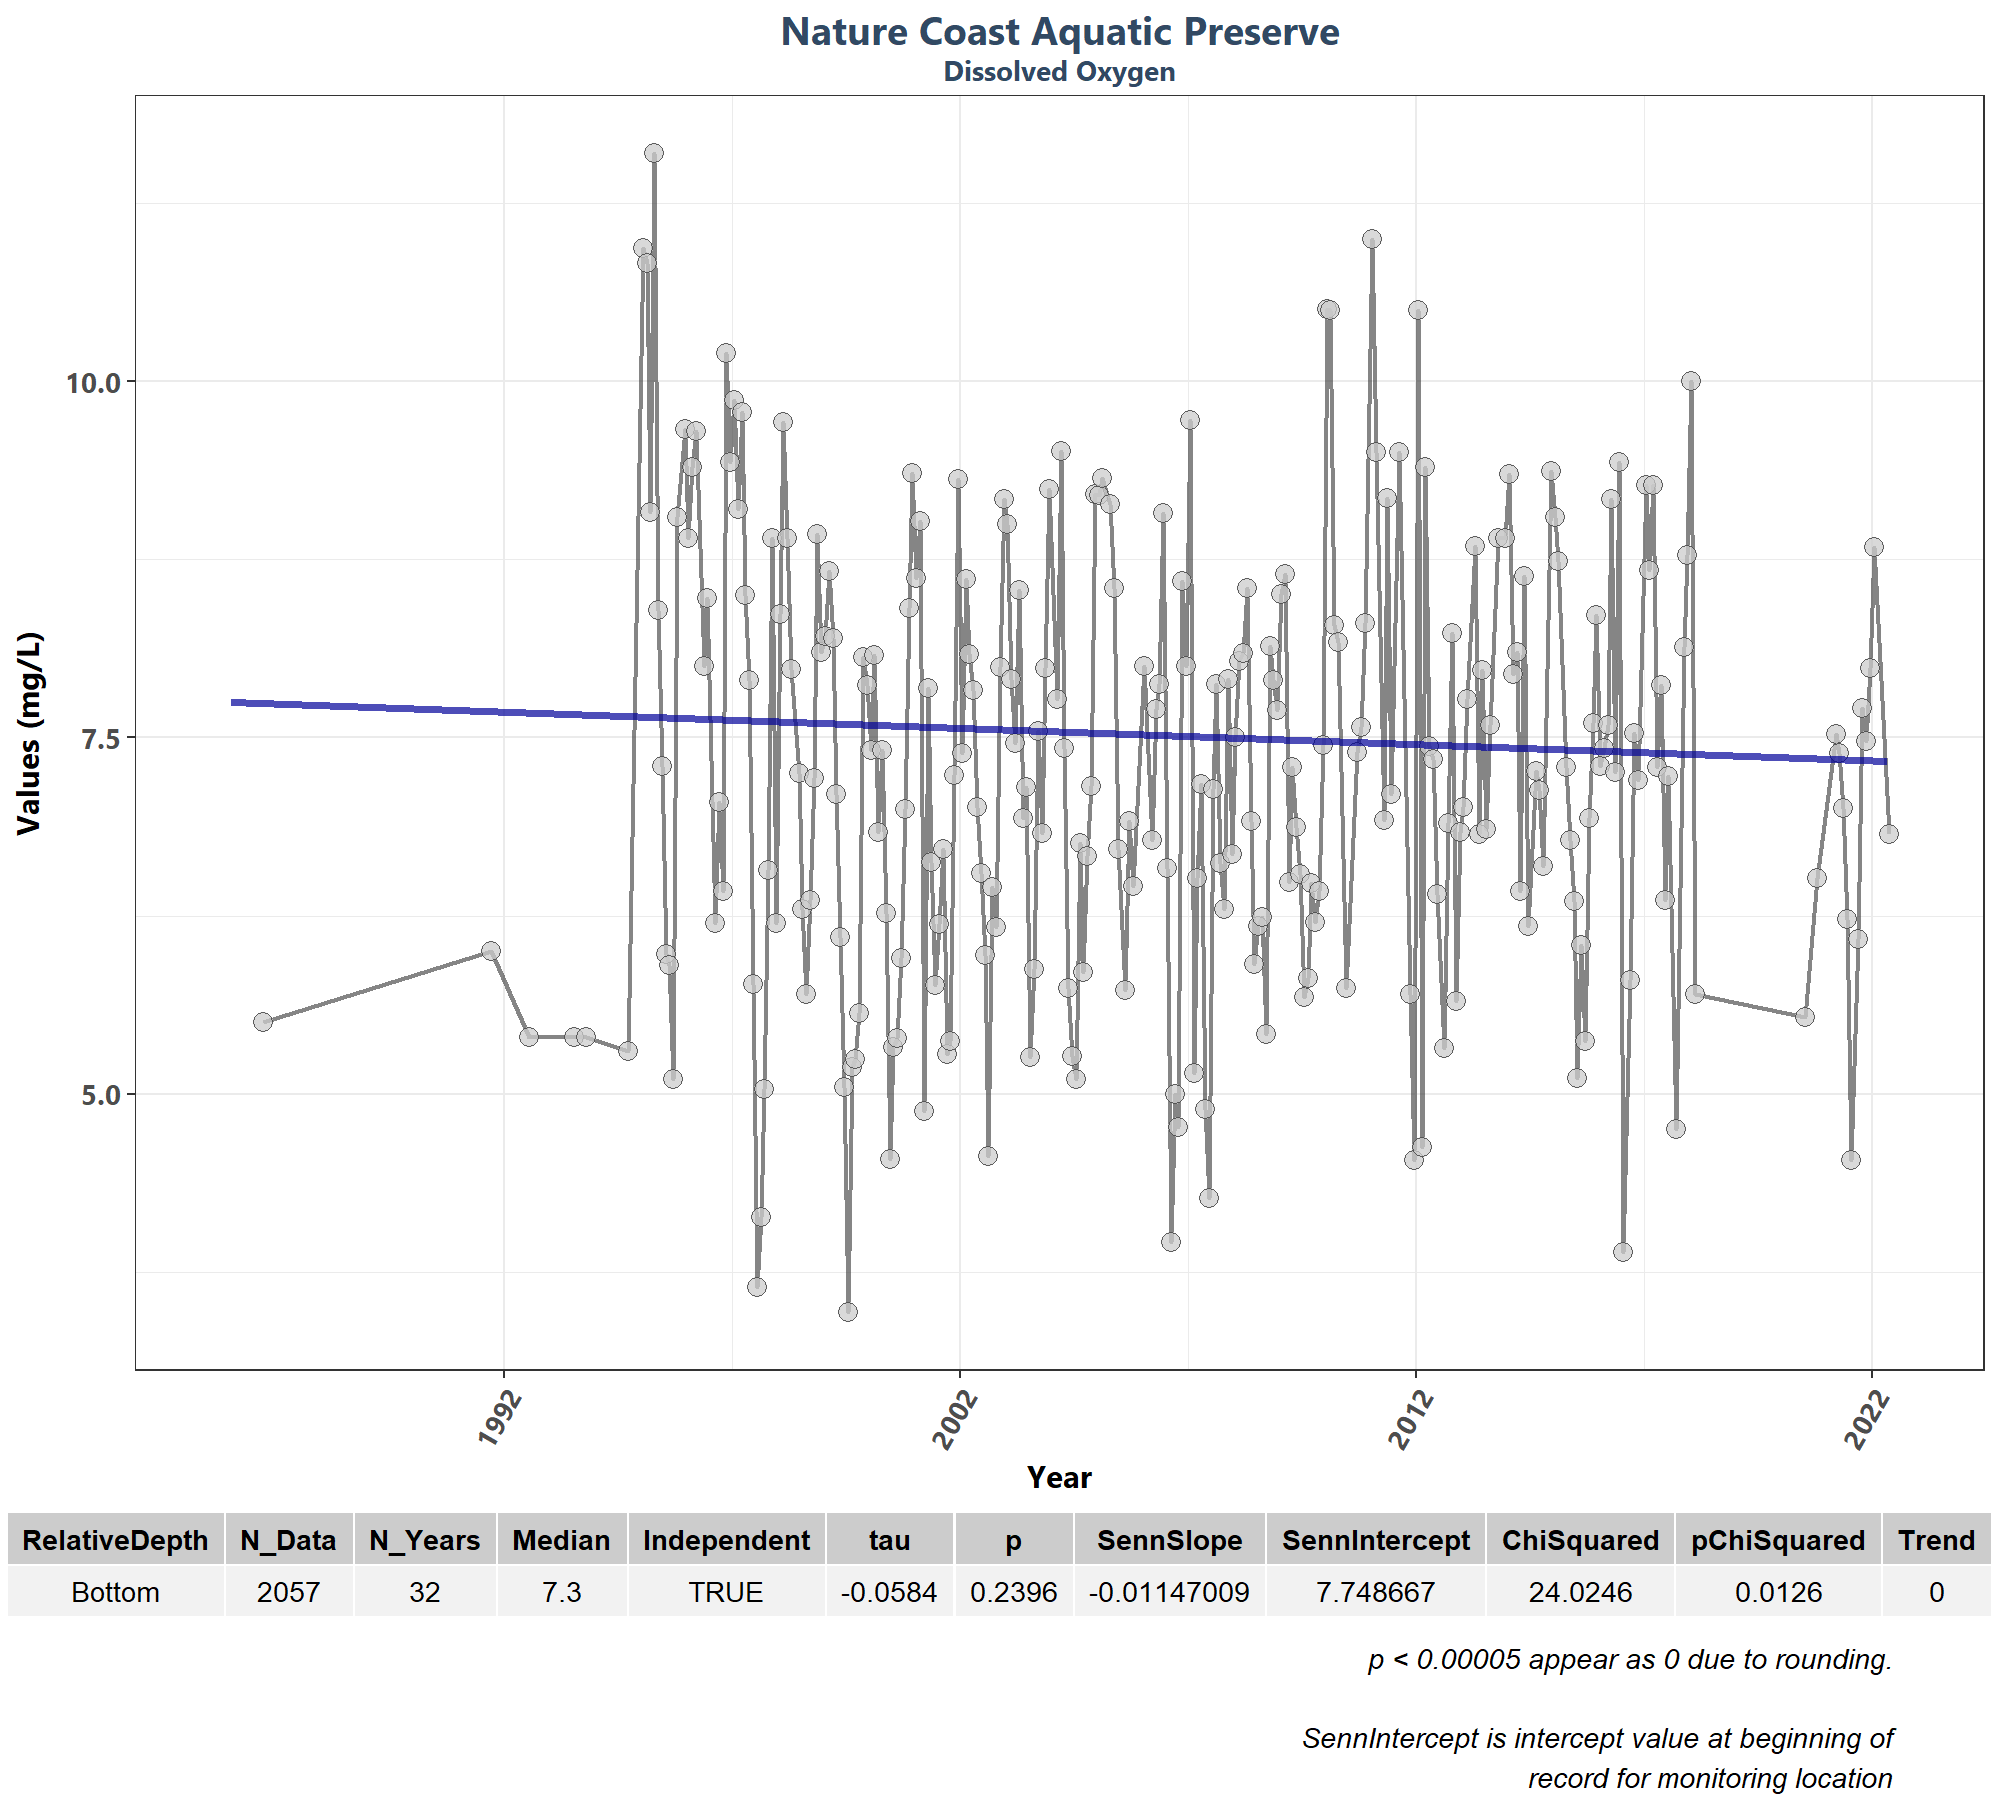 Nature Coast Aquatic Preserve
Dissolved Oxygen
Values (mg/L)
10.0
7.5
5.0
1992
2002
2012
2022
Year
RelativeDepth N_Data N_Years Median Independent tau p SennSlope SennIntercept ChiSquared pChiSquared Trend
Bottom 2057 32 7.3 TRUE -0.0584 0.2396 -0.01147009 7.748667 24.0246 0.0126 0
p < 0.00005 appear as 0 due to rounding.
SennIntercept is intercept value at beginning of
record for monitoring location